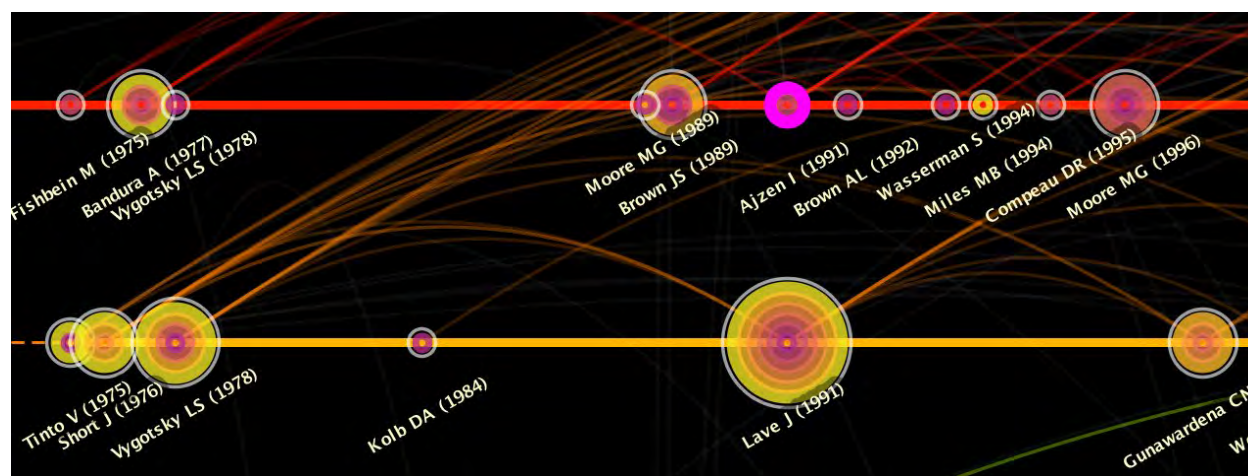 Fishbein M (1975)
Bandura A (1977)
Vygotsky LS (1978)
Moore MG (1989)
Brown JS (1989)
Ajzen I (1991)
Brown AL (1992)
Wasserman S (1994)
Miles MB (1994)
Compeau DR (1995)
Moore MG (1996)
Tinto V (1975)
Short J (1976)
Vygotsky LS (1978)
Kolb DA (1984)
Lave J (1991)
Gunawardena CN